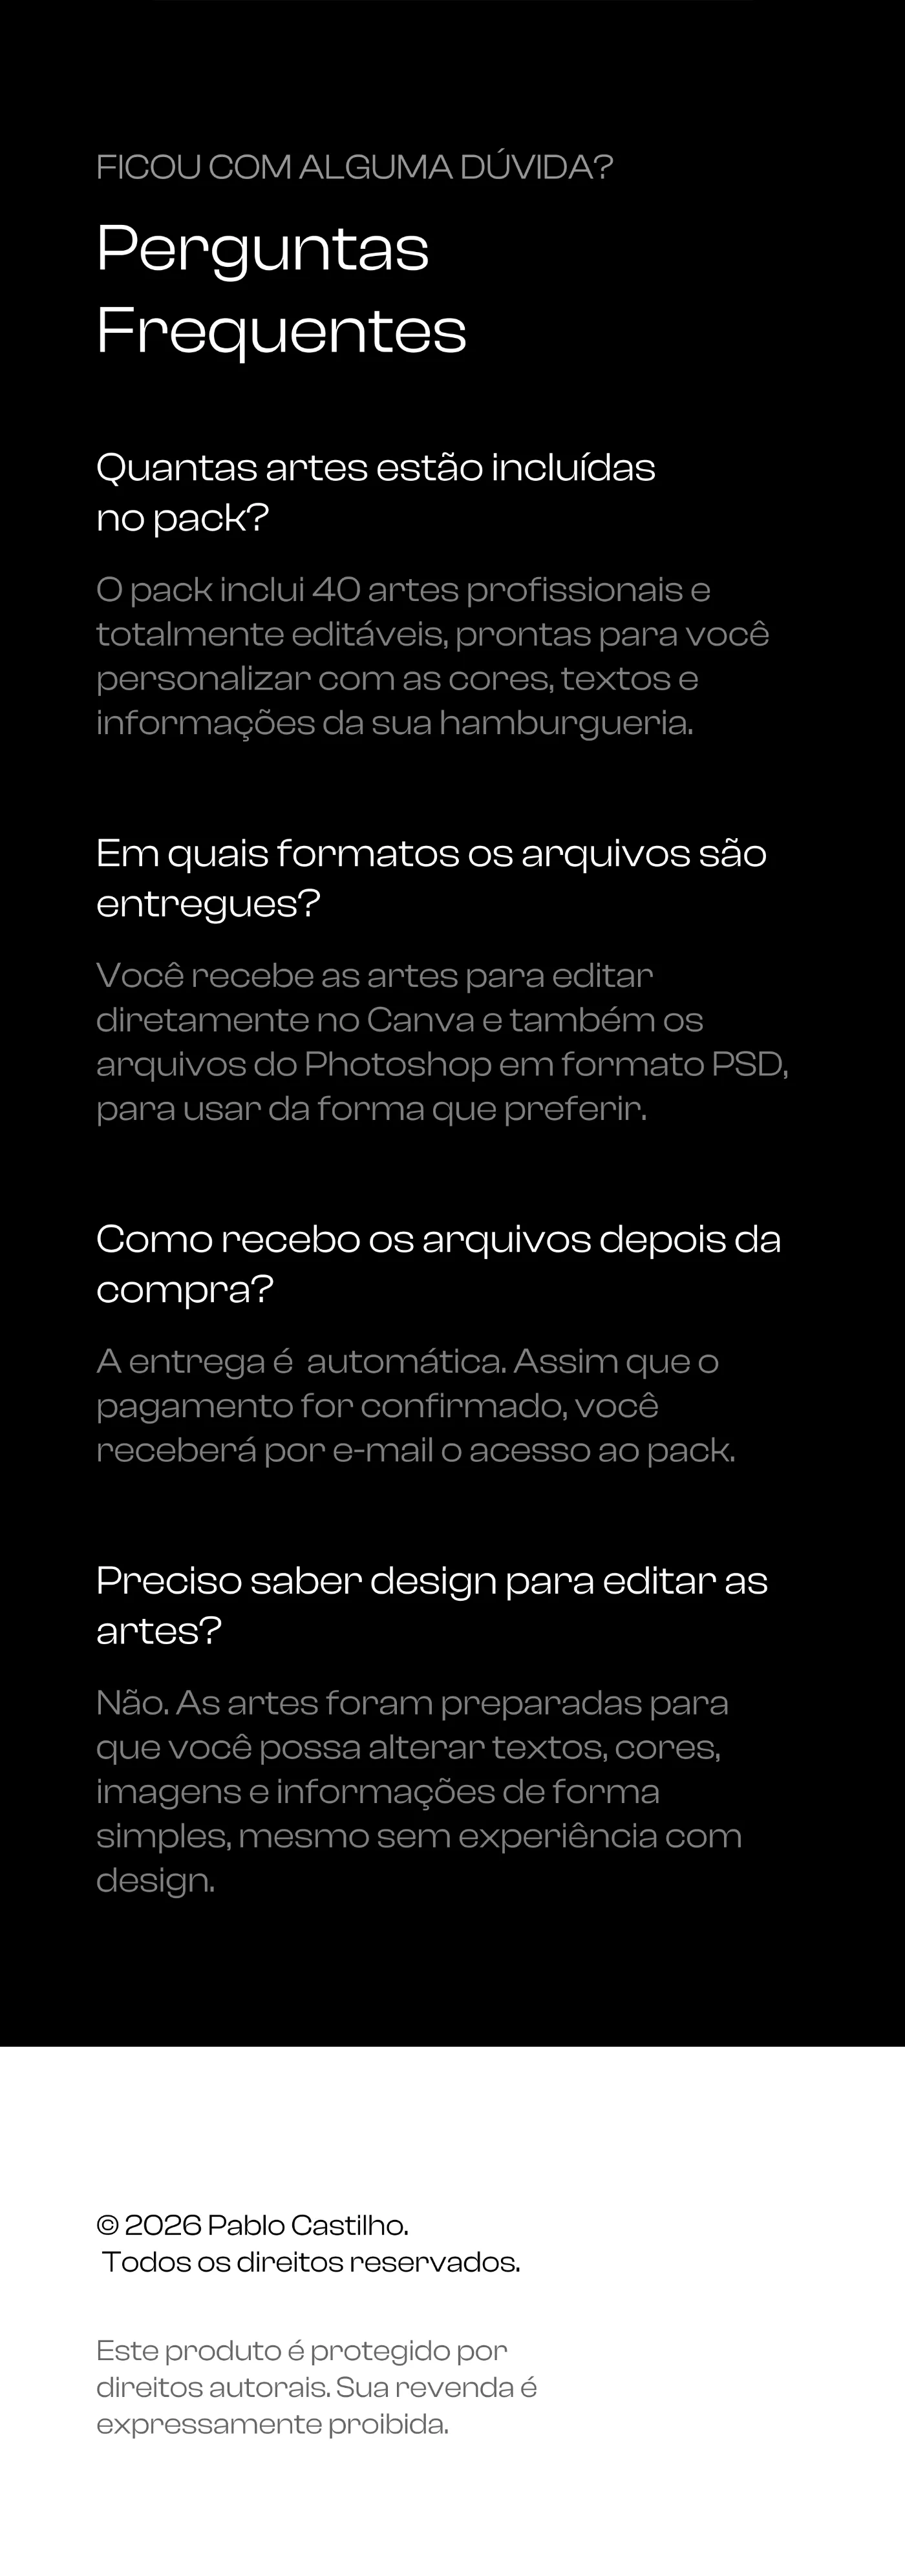 FICOU COM ALGUMA DÚVIDA?
Perguntas
Frequentes
Quantas artes estão incluídas
no pack?
O pack inclui 40 artes profissionais e
totalmente editáveis, prontas para você
personalizar com as cores, textos e
informações da sua hamburgueria.
Em quais formatos os arquivos são
entregues?
Você recebe as artes para editar
diretamente no Canva e também os
arquivos do Photoshop em formato PSD,
para usar da forma que preferir.
Como recebo os arquivos depois da
compra?
A entrega é  automática. Assim que o
pagamento for confirmado, você
receberá por e-mail o acesso ao pack.
Preciso saber design para editar as
artes?
Não. As artes foram preparadas para
que você possa alterar textos, cores,
imagens e informações de forma
simples, mesmo sem experiência com
design.
© 2026 Pablo Castilho.
Todos os direitos reservados.
Este produto é protegido por
direitos autorais. Sua revenda é
expressamente proibida.